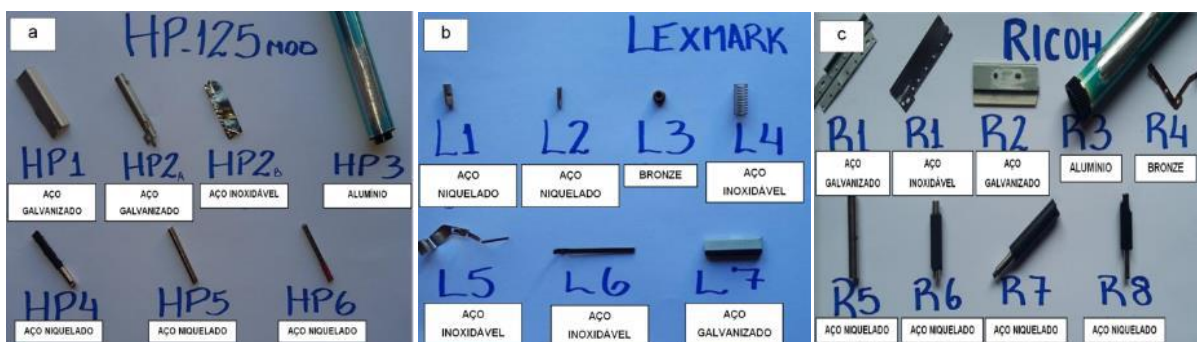 a
HP-125 MOD
HP1
HP2A
HP2B
HP3
AÇO GALVANIZADO
AÇO GALVANIZADO
AÇO INOXIDÁVEL
ALUMÍNIO
HP4
HP5
HP6
AÇO NIQUELADO
AÇO NIQUELADO
AÇO NIQUELADO
b
LEXMARK
L1
L2
L3
L4
AÇO NIQUELADO
AÇO NIQUELADO
BRONZE
AÇO INOXIDÁVEL
L5
L6
L7
AÇO INOXIDÁVEL
AÇO INOXIDÁVEL
AÇO GALVANIZADO
c
RICOH
R1
R1
R2
R3
R4
AÇO GALVANIZADO
AÇO INOXIDÁVEL
AÇO GALVANIZADO
ALUMÍNIO
BRONZE
R5
R6
R7
R8
AÇO NIQUELADO
AÇO NIQUELADO
AÇO NIQUELADO
AÇO NIQUELADO